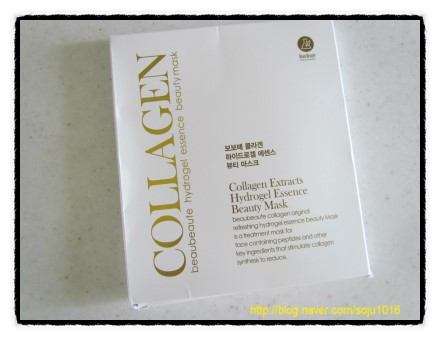 COLLAGEN
beaubeaute hydrogel essence beauty mask
보보떼 콜라겐
하이드로겔 에센스
뷰티 마스크
Collagen Extracts
Hydrogel Essence
Beauty Mask
beaubeaute collagen original
refreshing hydrogel essence beauty Mask
is a treatment mask for
face containing peptides and other
key ingredients that stimulate collagen
synthesis to reduce.
http://blog.naver.com/soju1016